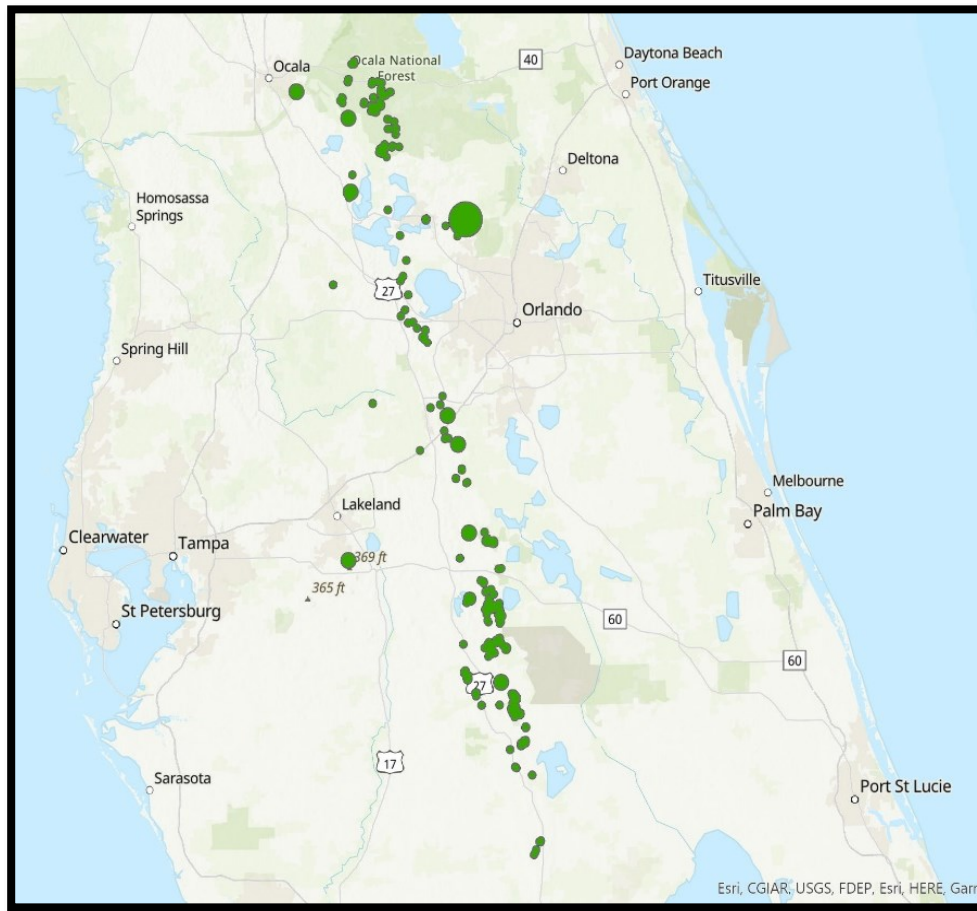 Ocala National
Forest
Ocala
40
Daytona Beach
Port Orange
Deltona
Homosassa
Springs
Titusville
27
Orlando
Spring Hill
Lakeland
Melbourne
Palm Bay
Clearwater
Tampa
369 ft
365 ft
St Petersburg
60
60
27
17
Sarasota
Port St Lucie
Esri, CGIAR, USGS, FDEP, Esri, HERE, Garr